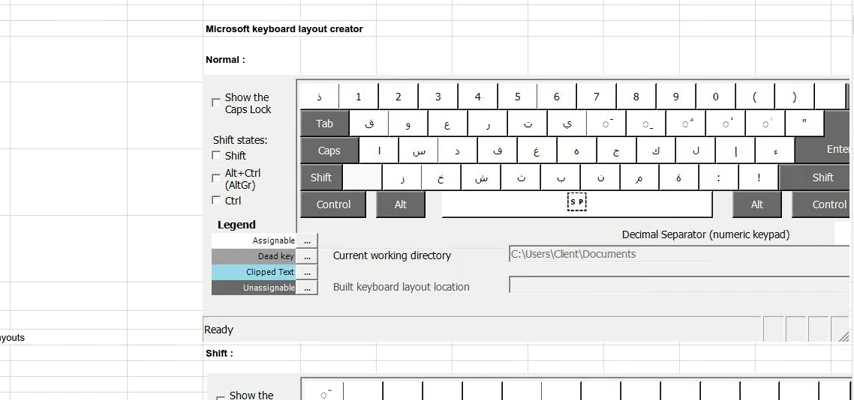 Microsoft keyboard layout creator
Normal :
Show the
Caps Lock
Shift states:
Shift
Alt+Ctrl
(AltGr)
Ctrl
Legend
Assignable ...
Dead key ...
Clipped Text ...
Unassignable ...
ذ 1 2 3 4 5 6 7 8 9 0 ( )
Tab ق و ع ر ت ي
Caps ا س د ف غ ه ج ك ل إ ء Enter
Shift ز خ ش ث ب ن م ة : ! Shift
Control Alt SP Alt Control
Decimal Separator (numeric keypad)
Current working directory C:\Users\Client\Documents
Built keyboard layout location
Ready
ayouts
Shift :
Show the